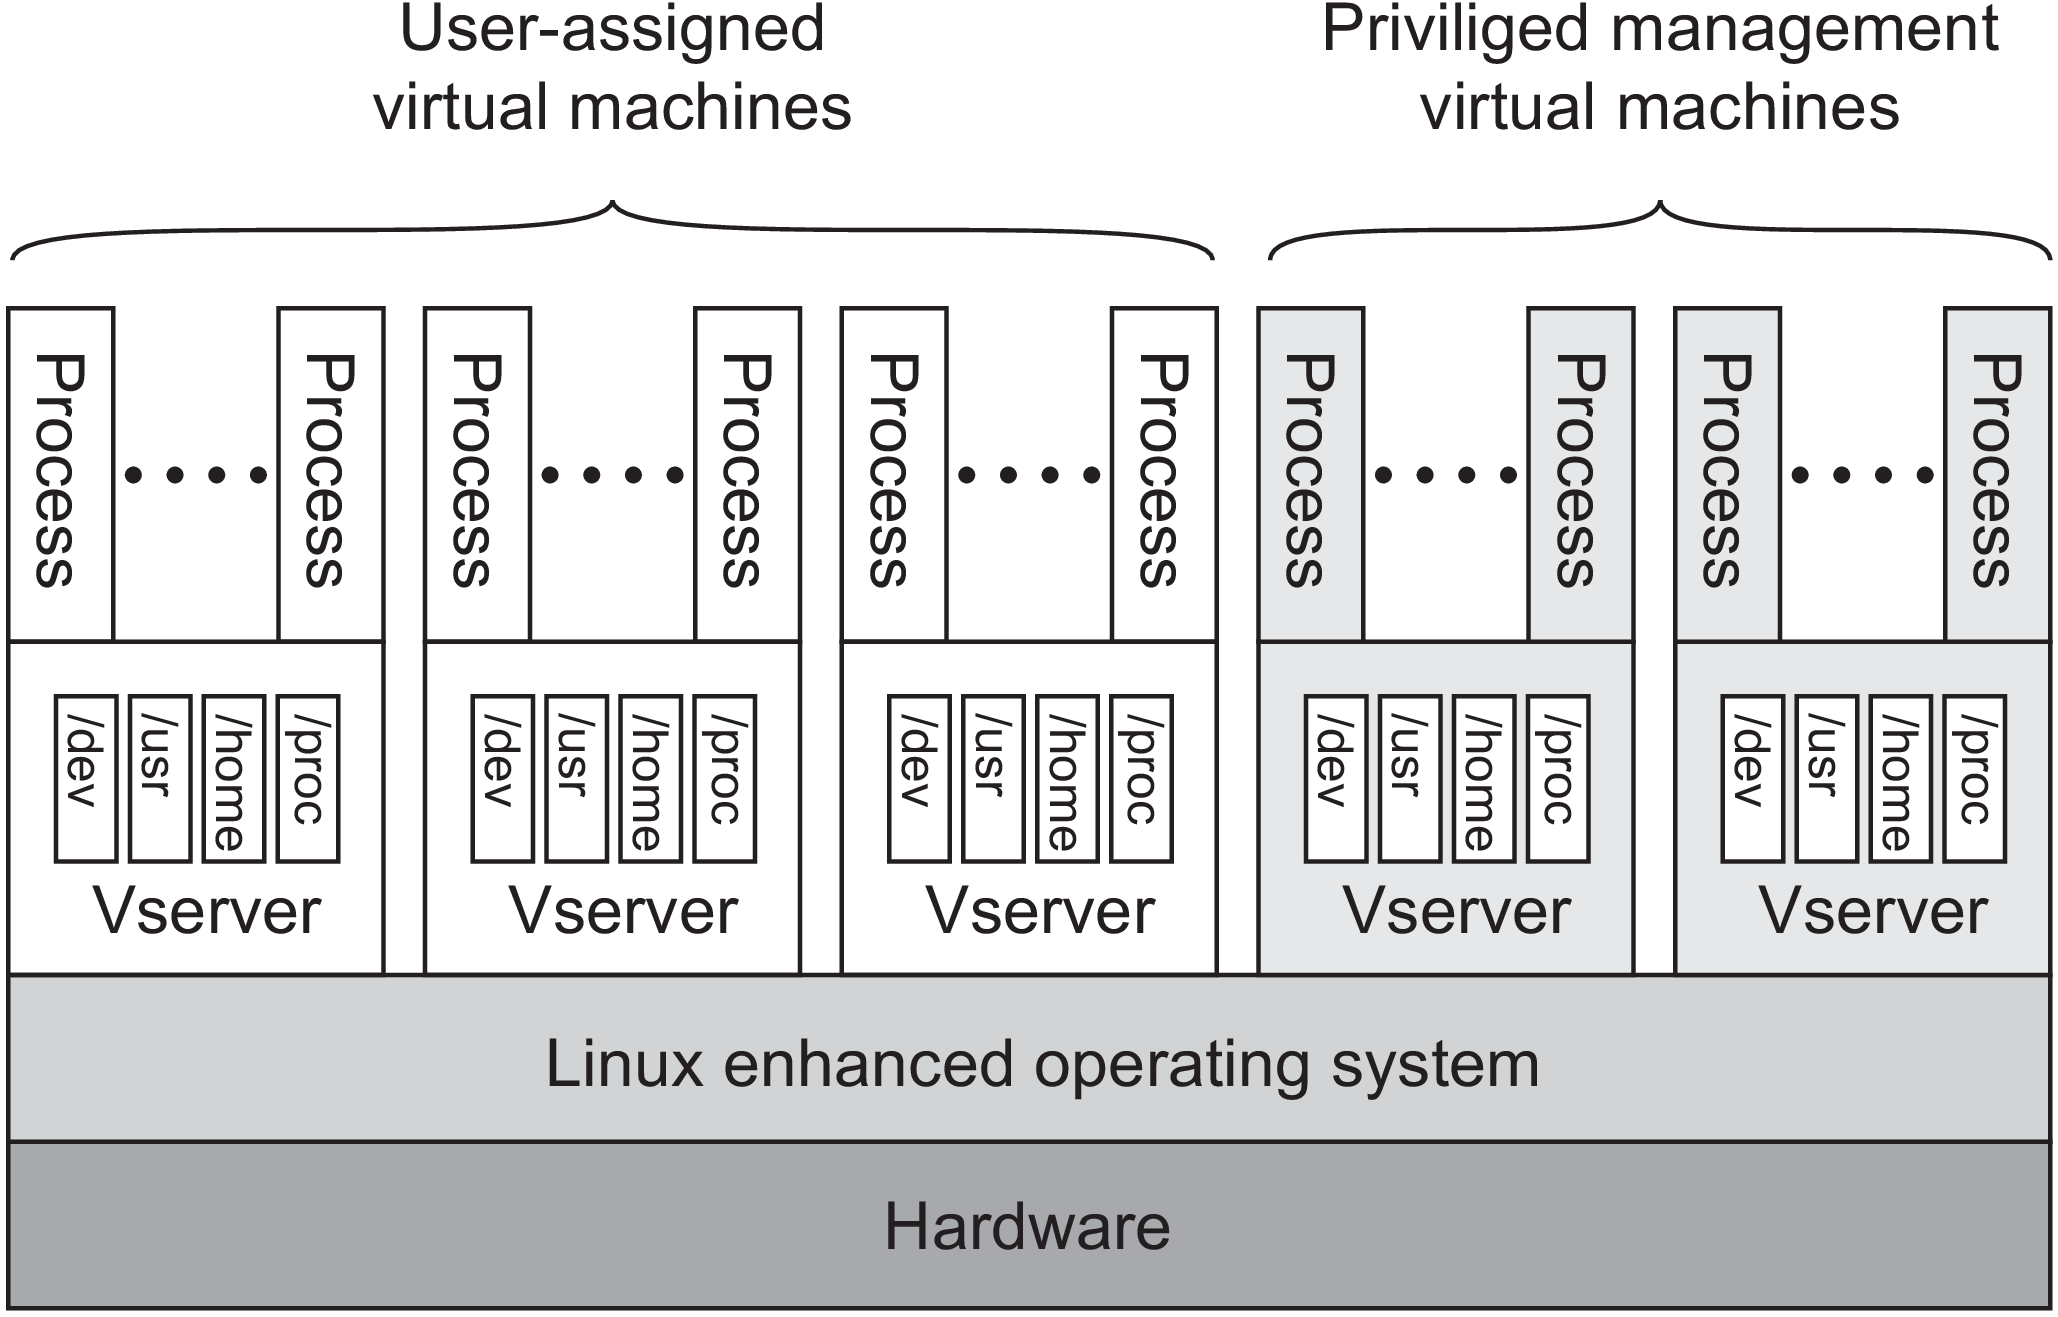 User-assigned
virtual machines
Priviliged management
virtual machines
Process
Process
Process
Process
Process
Process
Process
Process
Process
Process
/dev
/usr
/home
/proc
Vserver
/dev
/usr
/home
/proc
Vserver
/dev
/usr
/home
/proc
Vserver
/dev
/usr
/home
/proc
Vserver
/dev
/usr
/home
/proc
Vserver
Linux enhanced operating system
Hardware